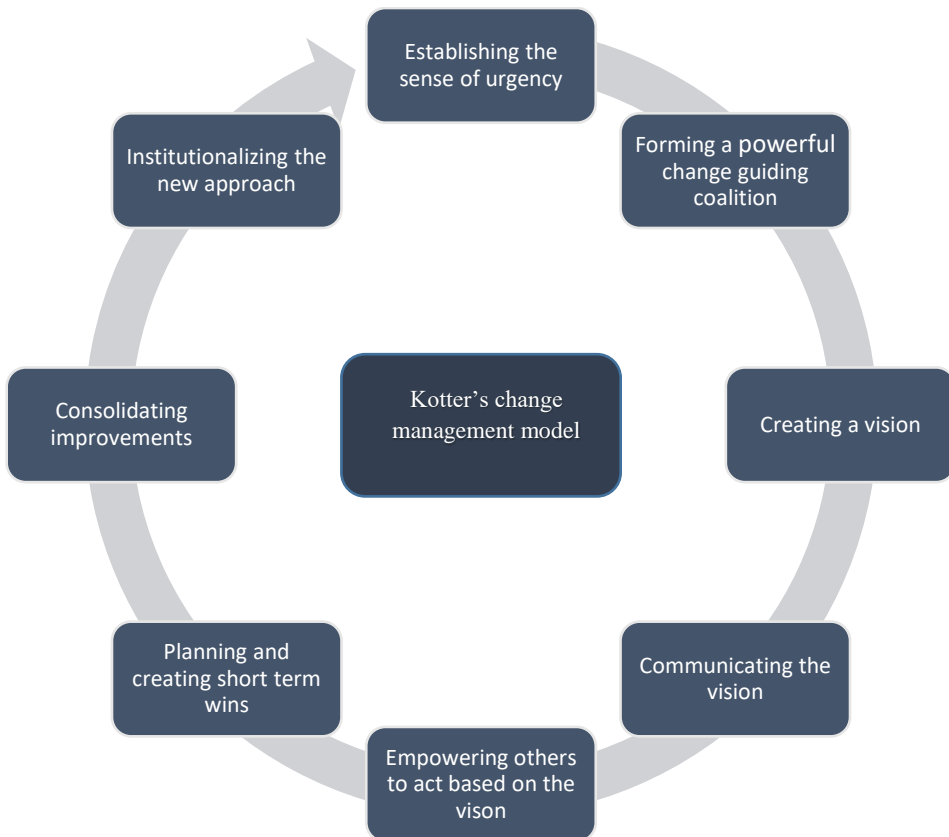 Establishing the
sense of urgency
Forming a powerful
change guiding
coalition
Creating a vision
Communicating the
vision
Empowering others
to act based on the
vison
Planning and
creating short term
wins
Consolidating
improvements
Institutionalizing the
new approach
Kotter’s change
management model